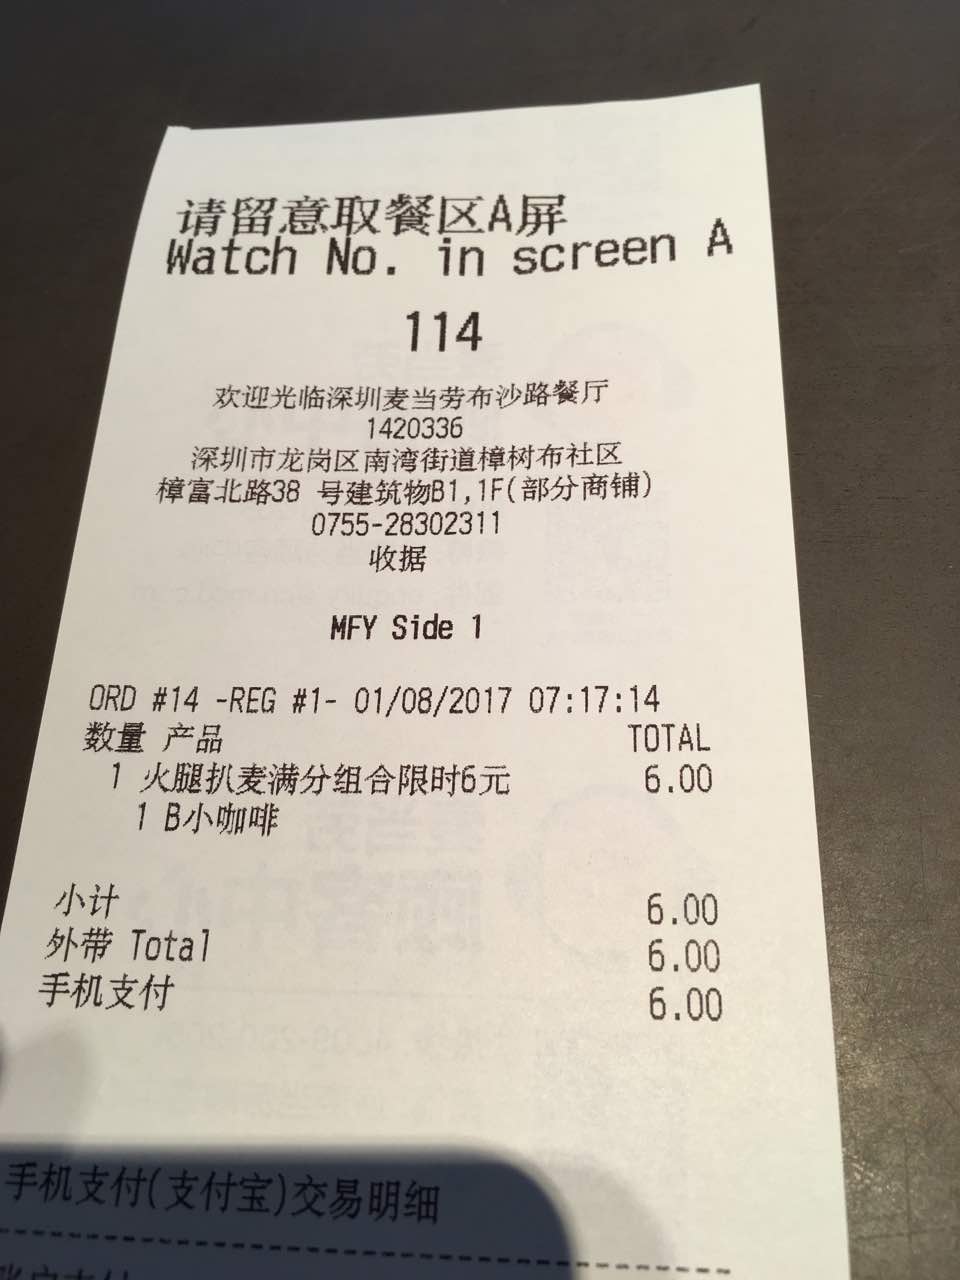 请留意取餐区A屏
Watch No. in screen A
114
欢迎光临深圳麦当劳布沙路餐厅
1420336
深圳市龙岗区南湾街道樟树布社区
樟富北路38 号建筑物B1,1F(部分商铺)
0755-28302311
收据
MFY Side 1
ORD #14 -REG #1- 01/08/2017 07:17:14
数量 产品 TOTAL
1 火腿扒麦满分组合限时6元 6.00
1 B小咖啡
小计 6.00
外带 Total 6.00
手机支付 6.00
手机支付(支付宝)交易明细